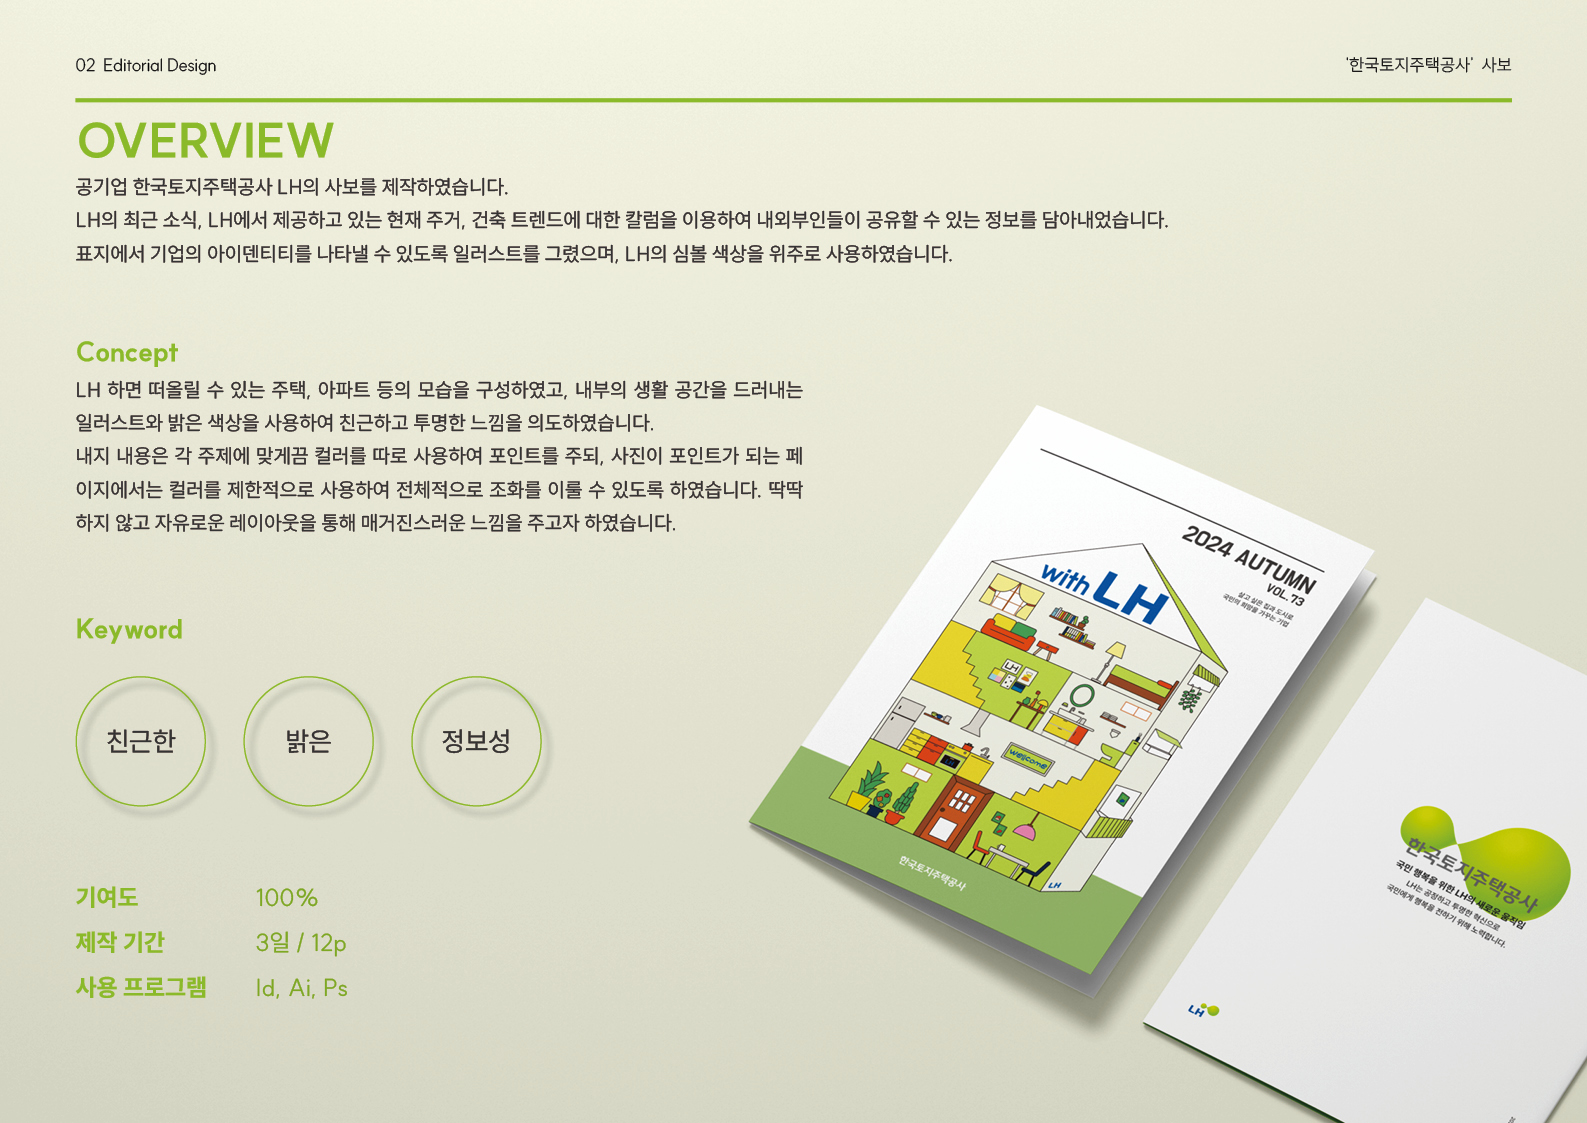 02 Editorial Design
'한국토지주택공사' 사보
OVERVIEW
공기업 한국토지주택공사 LH의 사보를 제작하였습니다.
LH의 최근 소식, LH에서 제공하고 있는 현재 주거, 건축 트렌드에 대한 칼럼을 이용하여 내외부인들이 공유할 수 있는 정보를 담아내었습니다.
표지에서 기업의 아이덴티티를 나타낼 수 있도록 일러스트를 그렸으며, LH의 심볼 색상을 위주로 사용하였습니다.
Concept
LH 하면 떠올릴 수 있는 주택, 아파트 등의 모습을 구성하였고, 내부의 생활 공간을 드러내는
일러스트와 밝은 색상을 사용하여 친근하고 투명한 느낌을 의도하였습니다.
내지 내용은 각 주제에 맞게끔 컬러를 따로 사용하여 포인트를 주되, 사진이 포인트가 되는 페
이지에서는 컬러를 제한적으로 사용하여 전체적으로 조화를 이룰 수 있도록 하였습니다. 딱딱
하지 않고 자유로운 레이아웃을 통해 매거진스러운 느낌을 주고자 하였습니다.
Keyword
친근한
밝은
정보성
기여도 100%
제작 기간 3일 / 12p
사용 프로그램 Id, Ai, Ps
2024 AUTUMN
VOL. 73
살고 싶은 집과 도시로
국민의 희망을 가꾸는 기업
with LH
LH
welcome
LH
한국토지주택공사
한국토지주택공사
국민 행복을 위한 LH의 새로운 움직임
LH는 공정하고 투명한 혁신으로
국민에게 행복을 전하기 위해 노력합니다.
LH